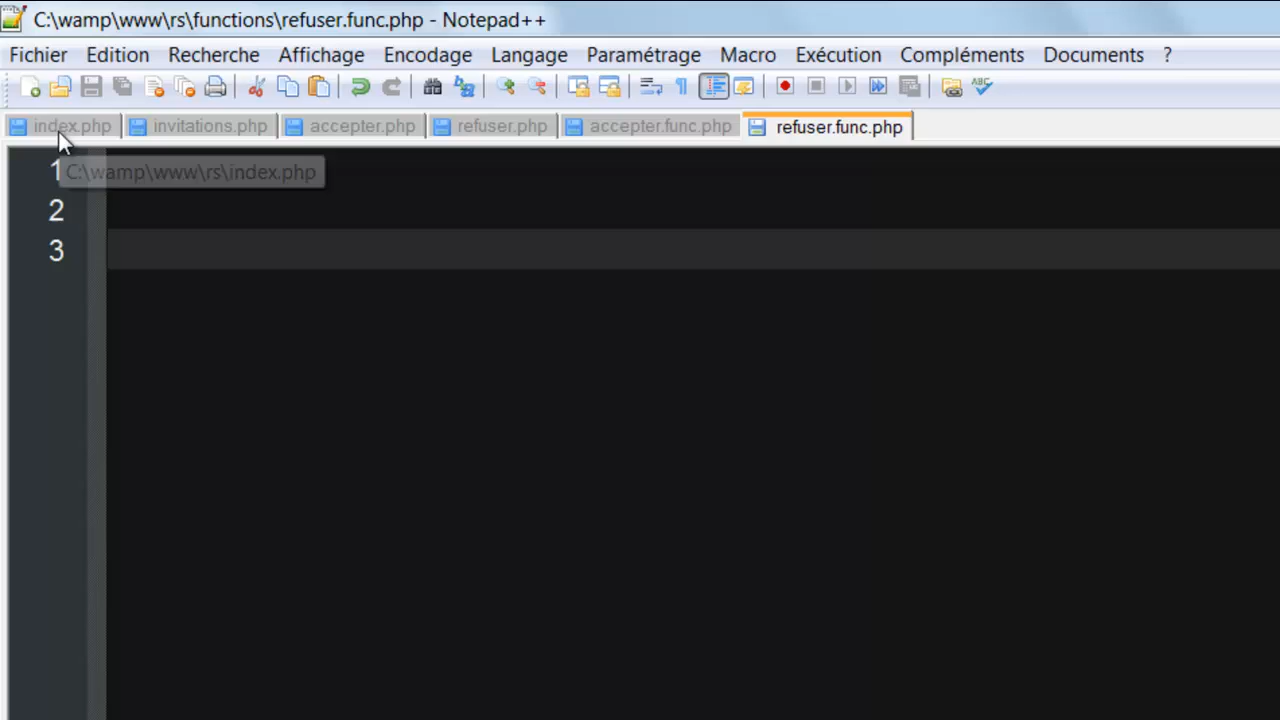 C:\wamp\www\rs\functions\refuser.func.php - Notepad++
Fichier Edition Recherche Affichage Encodage Langage Paramétrage Macro Exécution Compléments Documents ?
index.php invitations.php accepter.php refuser.php accepter.func.php refuser.func.php
1 C:\wamp\www\rs\index.php
2
3